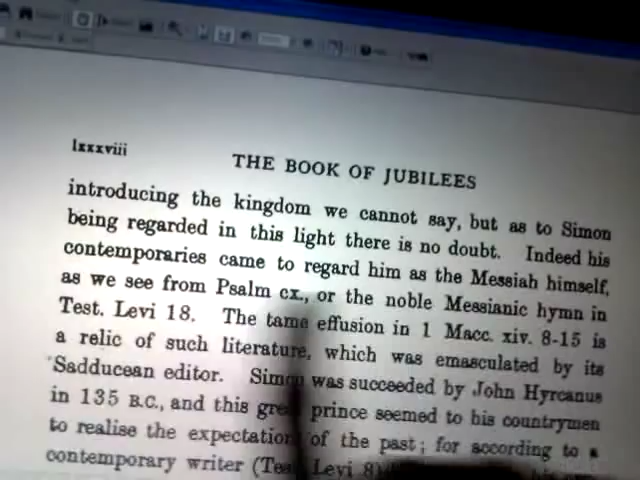 lxxxviii THE BOOK OF JUBILEES
introducing the kingdom we cannot say, but as to Simon
being regarded in this light there is no doubt. Indeed his
contemporaries came to regard him as the Messiah himself,
as we see from Psalm cx., or the noble Messianic hymn in
Test. Levi 18. The tame effusion in 1 Macc. xiv. 8-15 is
a relic of such literature, which was emasculated by its
Sadducean editor. Simon was succeeded by John Hyrcanus
in 135 B.C., and this great prince seemed to his countrymen
to realise the expectation of the past; for according to a
contemporary writer (Test. Levi 8)